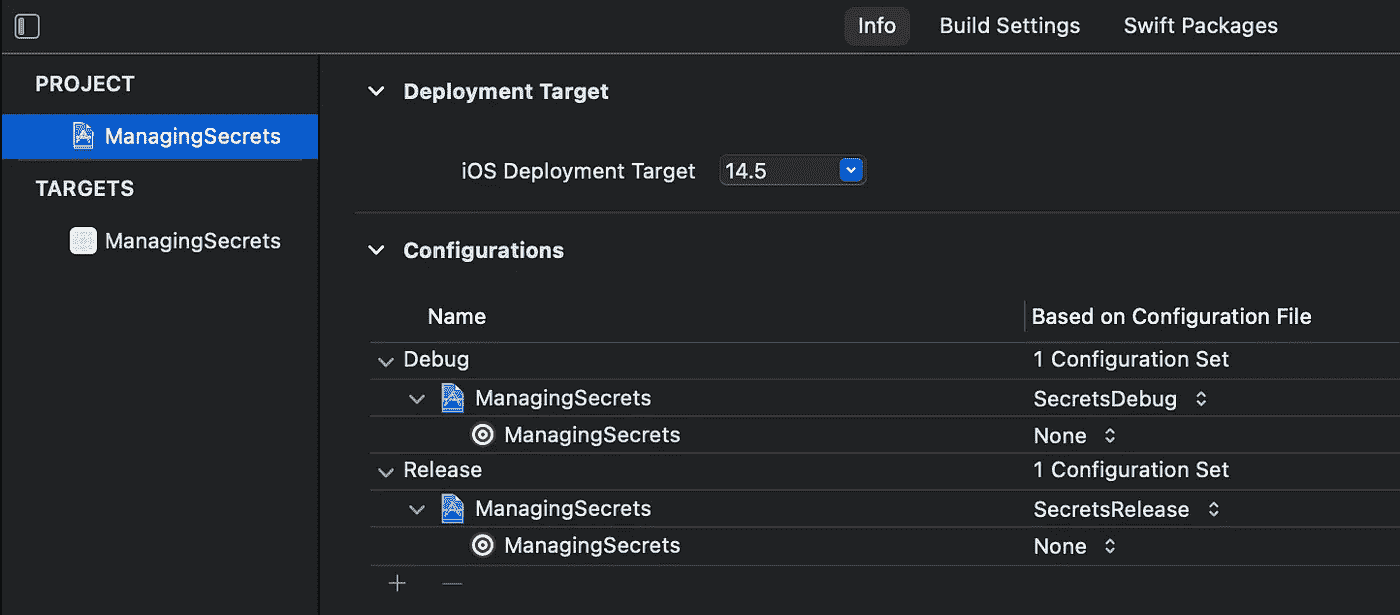 Info Build Settings Swift Packages
PROJECT
ManagingSecrets
TARGETS
ManagingSecrets
Deployment Target
iOS Deployment Target 14.5
Configurations
Name Based on Configuration File
Debug 1 Configuration Set
ManagingSecrets SecretsDebug
ManagingSecrets None
Release 1 Configuration Set
ManagingSecrets SecretsRelease
ManagingSecrets None